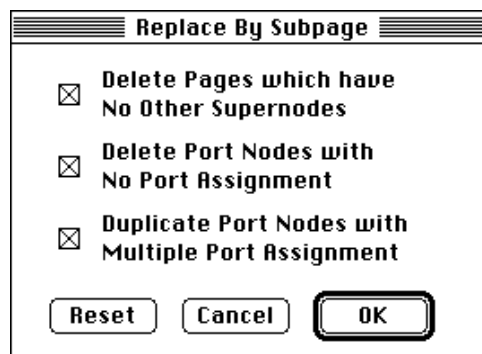 Replace By Subpage
Delete Pages which have
No Other Supernodes
Delete Port Nodes with
No Port Assignment
Duplicate Port Nodes with
Multiple Port Assignment
Reset Cancel OK